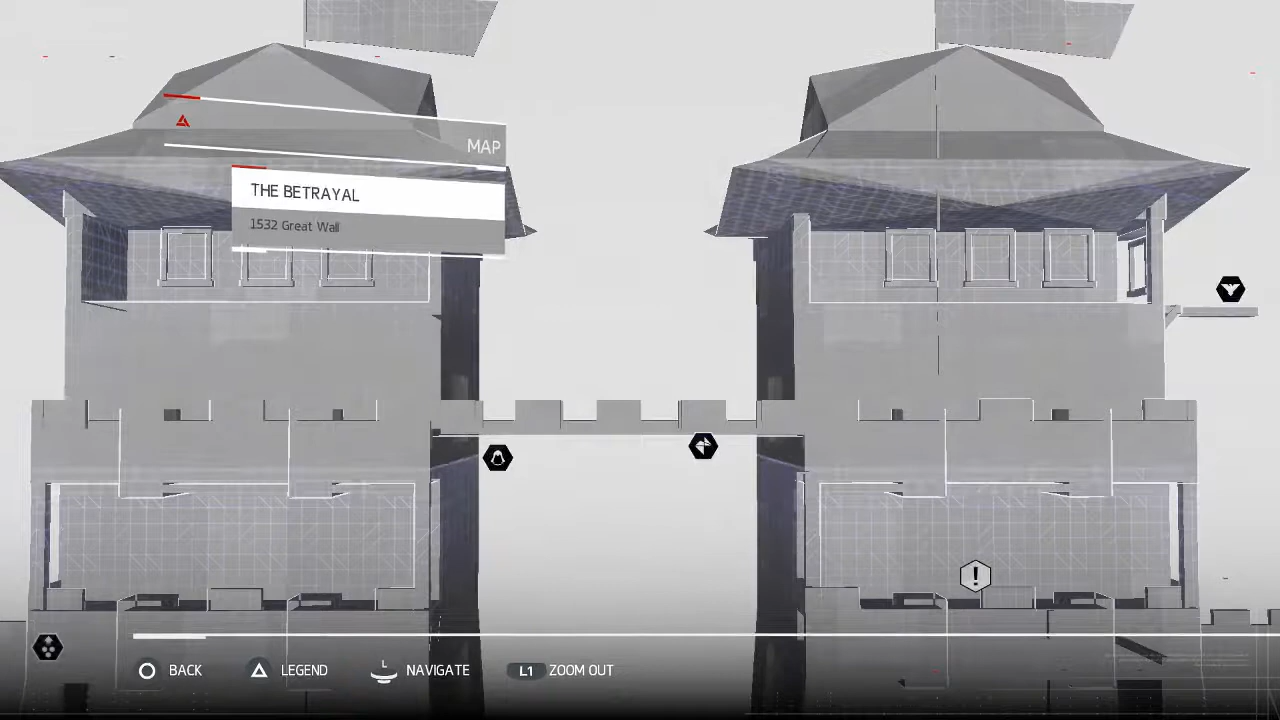 MAP
THE BETRAYAL
1532 Great Wall
!
BACK
LEGEND
L
NAVIGATE
L1
ZOOM OUT